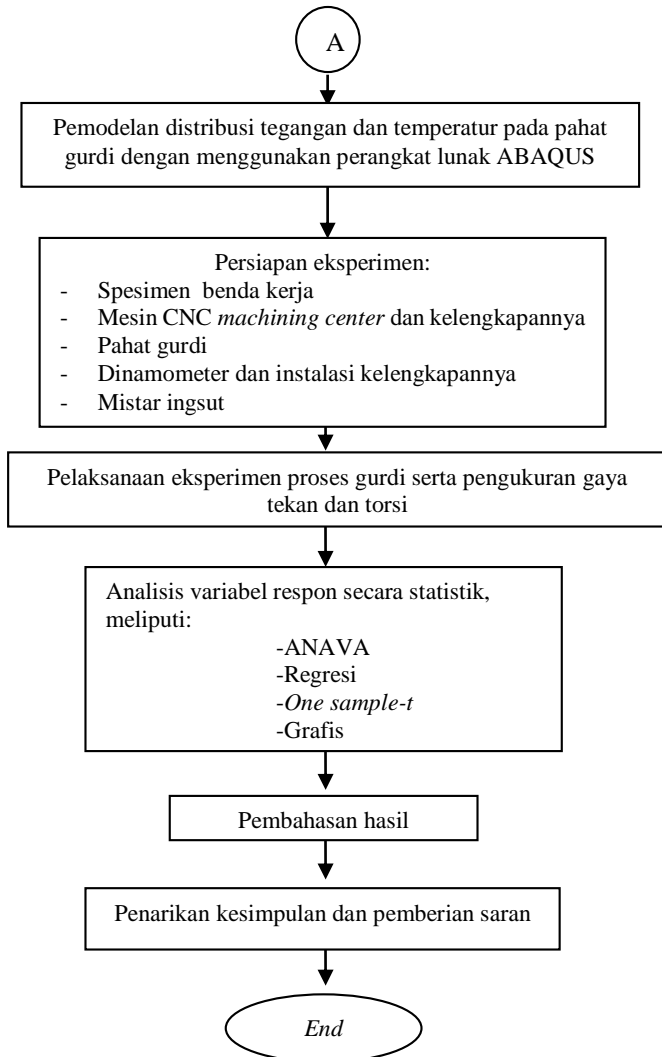 A
Pemodelan distribusi tegangan dan temperatur pada pahat
gurdi dengan menggunakan perangkat lunak ABAQUS
Persiapan eksperimen:
- Spesimen benda kerja
- Mesin CNC machining center dan kelengkapannya
- Pahat gurdi
- Dinamometer dan instalasi kelengkapannya
- Mistar ingsut
Pelaksanaan eksperimen proses gurdi serta pengukuran gaya
tekan dan torsi
Analisis variabel respon secara statistik,
meliputi:
-ANAVA
-Regresi
-One sample-t
-Grafis
Pembahasan hasil
Penarikan kesimpulan dan pemberian saran
End